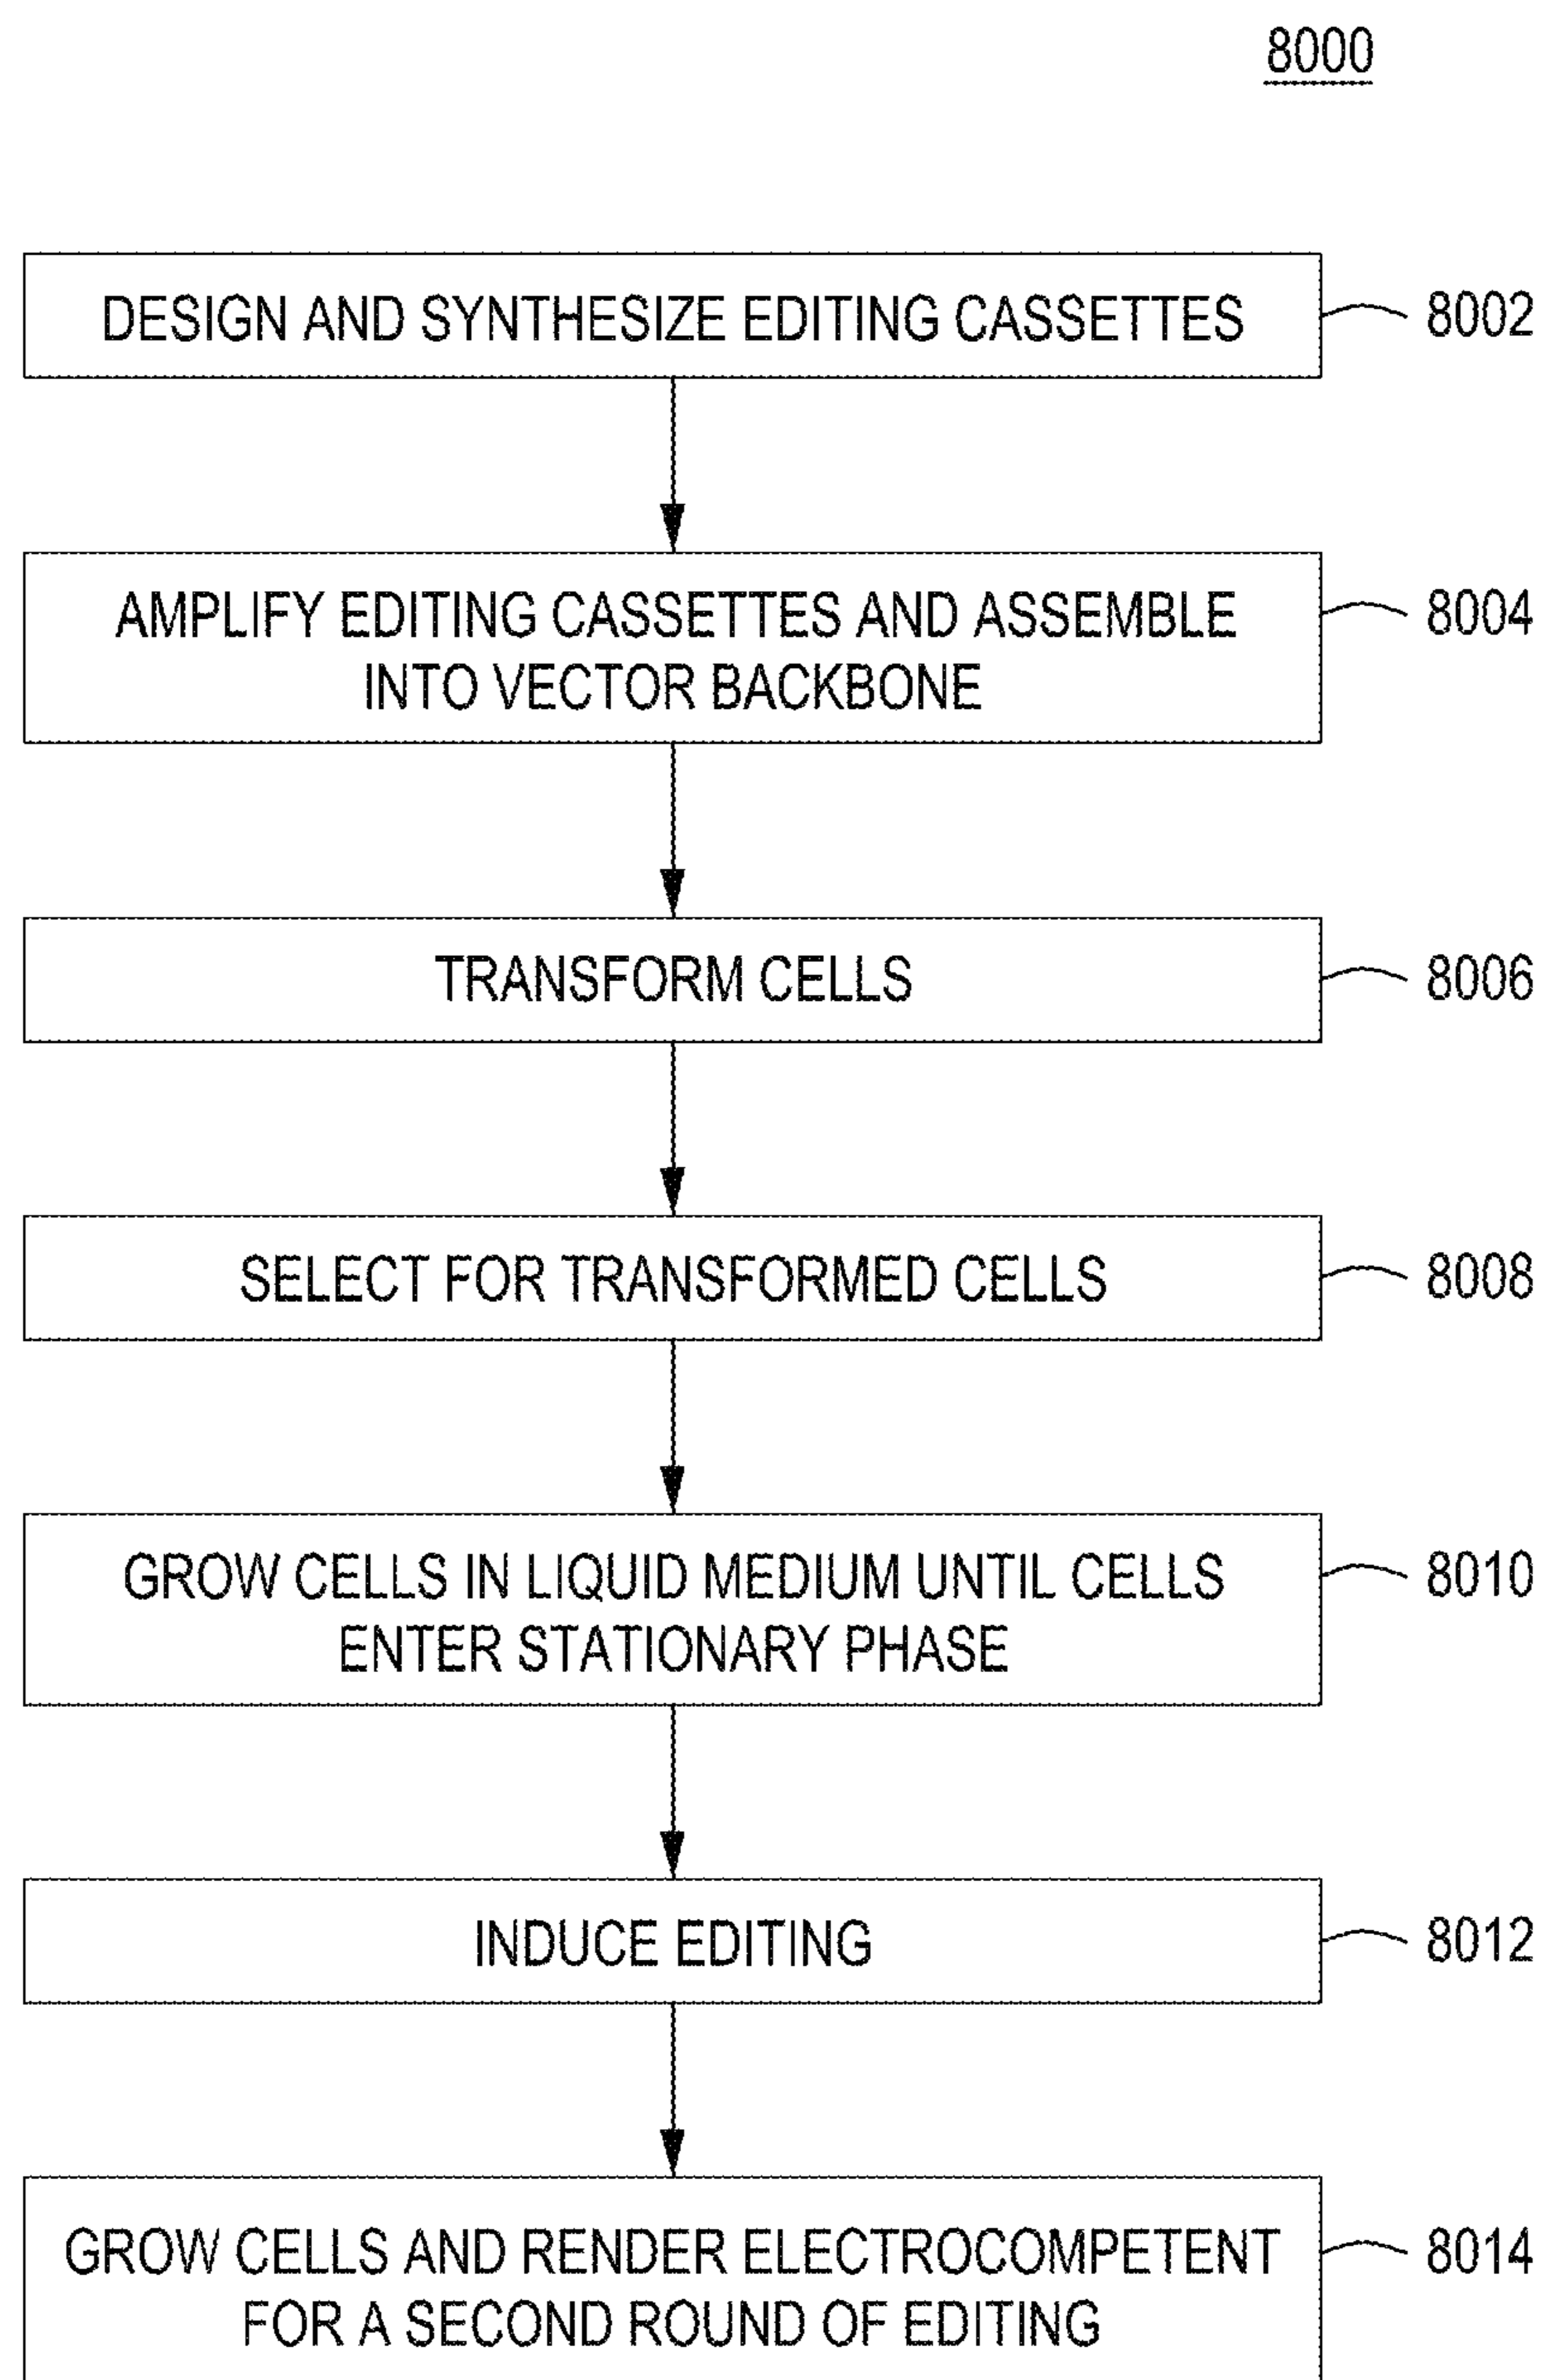 8000
DESIGN AND SYNTHESIZE EDITING CASSETTES
8002
AMPLIFY EDITING CASSETTES AND ASSEMBLE
INTO VECTOR BACKBONE
8004
TRANSFORM CELLS
8006
SELECT FOR TRANSFORMED CELLS
8008
GROW CELLS IN LIQUID MEDIUM UNTIL CELLS
ENTER STATIONARY PHASE
8010
INDUCE EDITING
8012
GROW CELLS AND RENDER ELECTROCOMPETENT
FOR A SECOND ROUND OF EDITING
8014